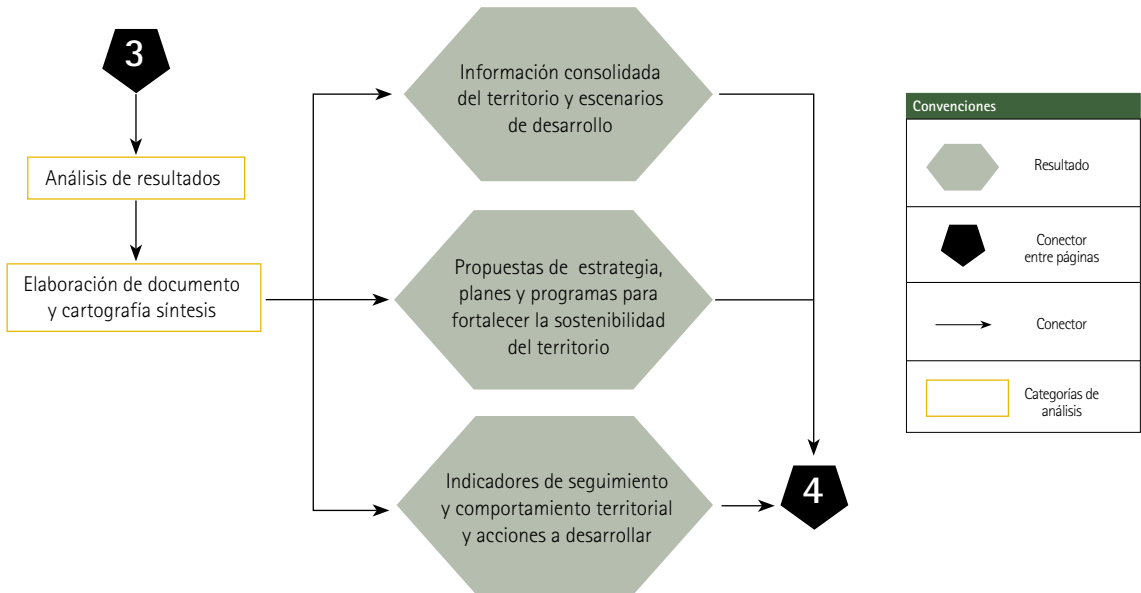 3
Análisis de resultados
Elaboración de documento
y cartografía síntesis
Información consolidada
del territorio y escenarios
de desarrollo
Propuestas de estrategia,
planes y programas para
fortalecer la sostenibilidad
del territorio
Indicadores de seguimiento
y comportamiento territorial
y acciones a desarrollar
4
Convenciones
Resultado
Conector
entre páginas
Conector
Categorías de
análisis